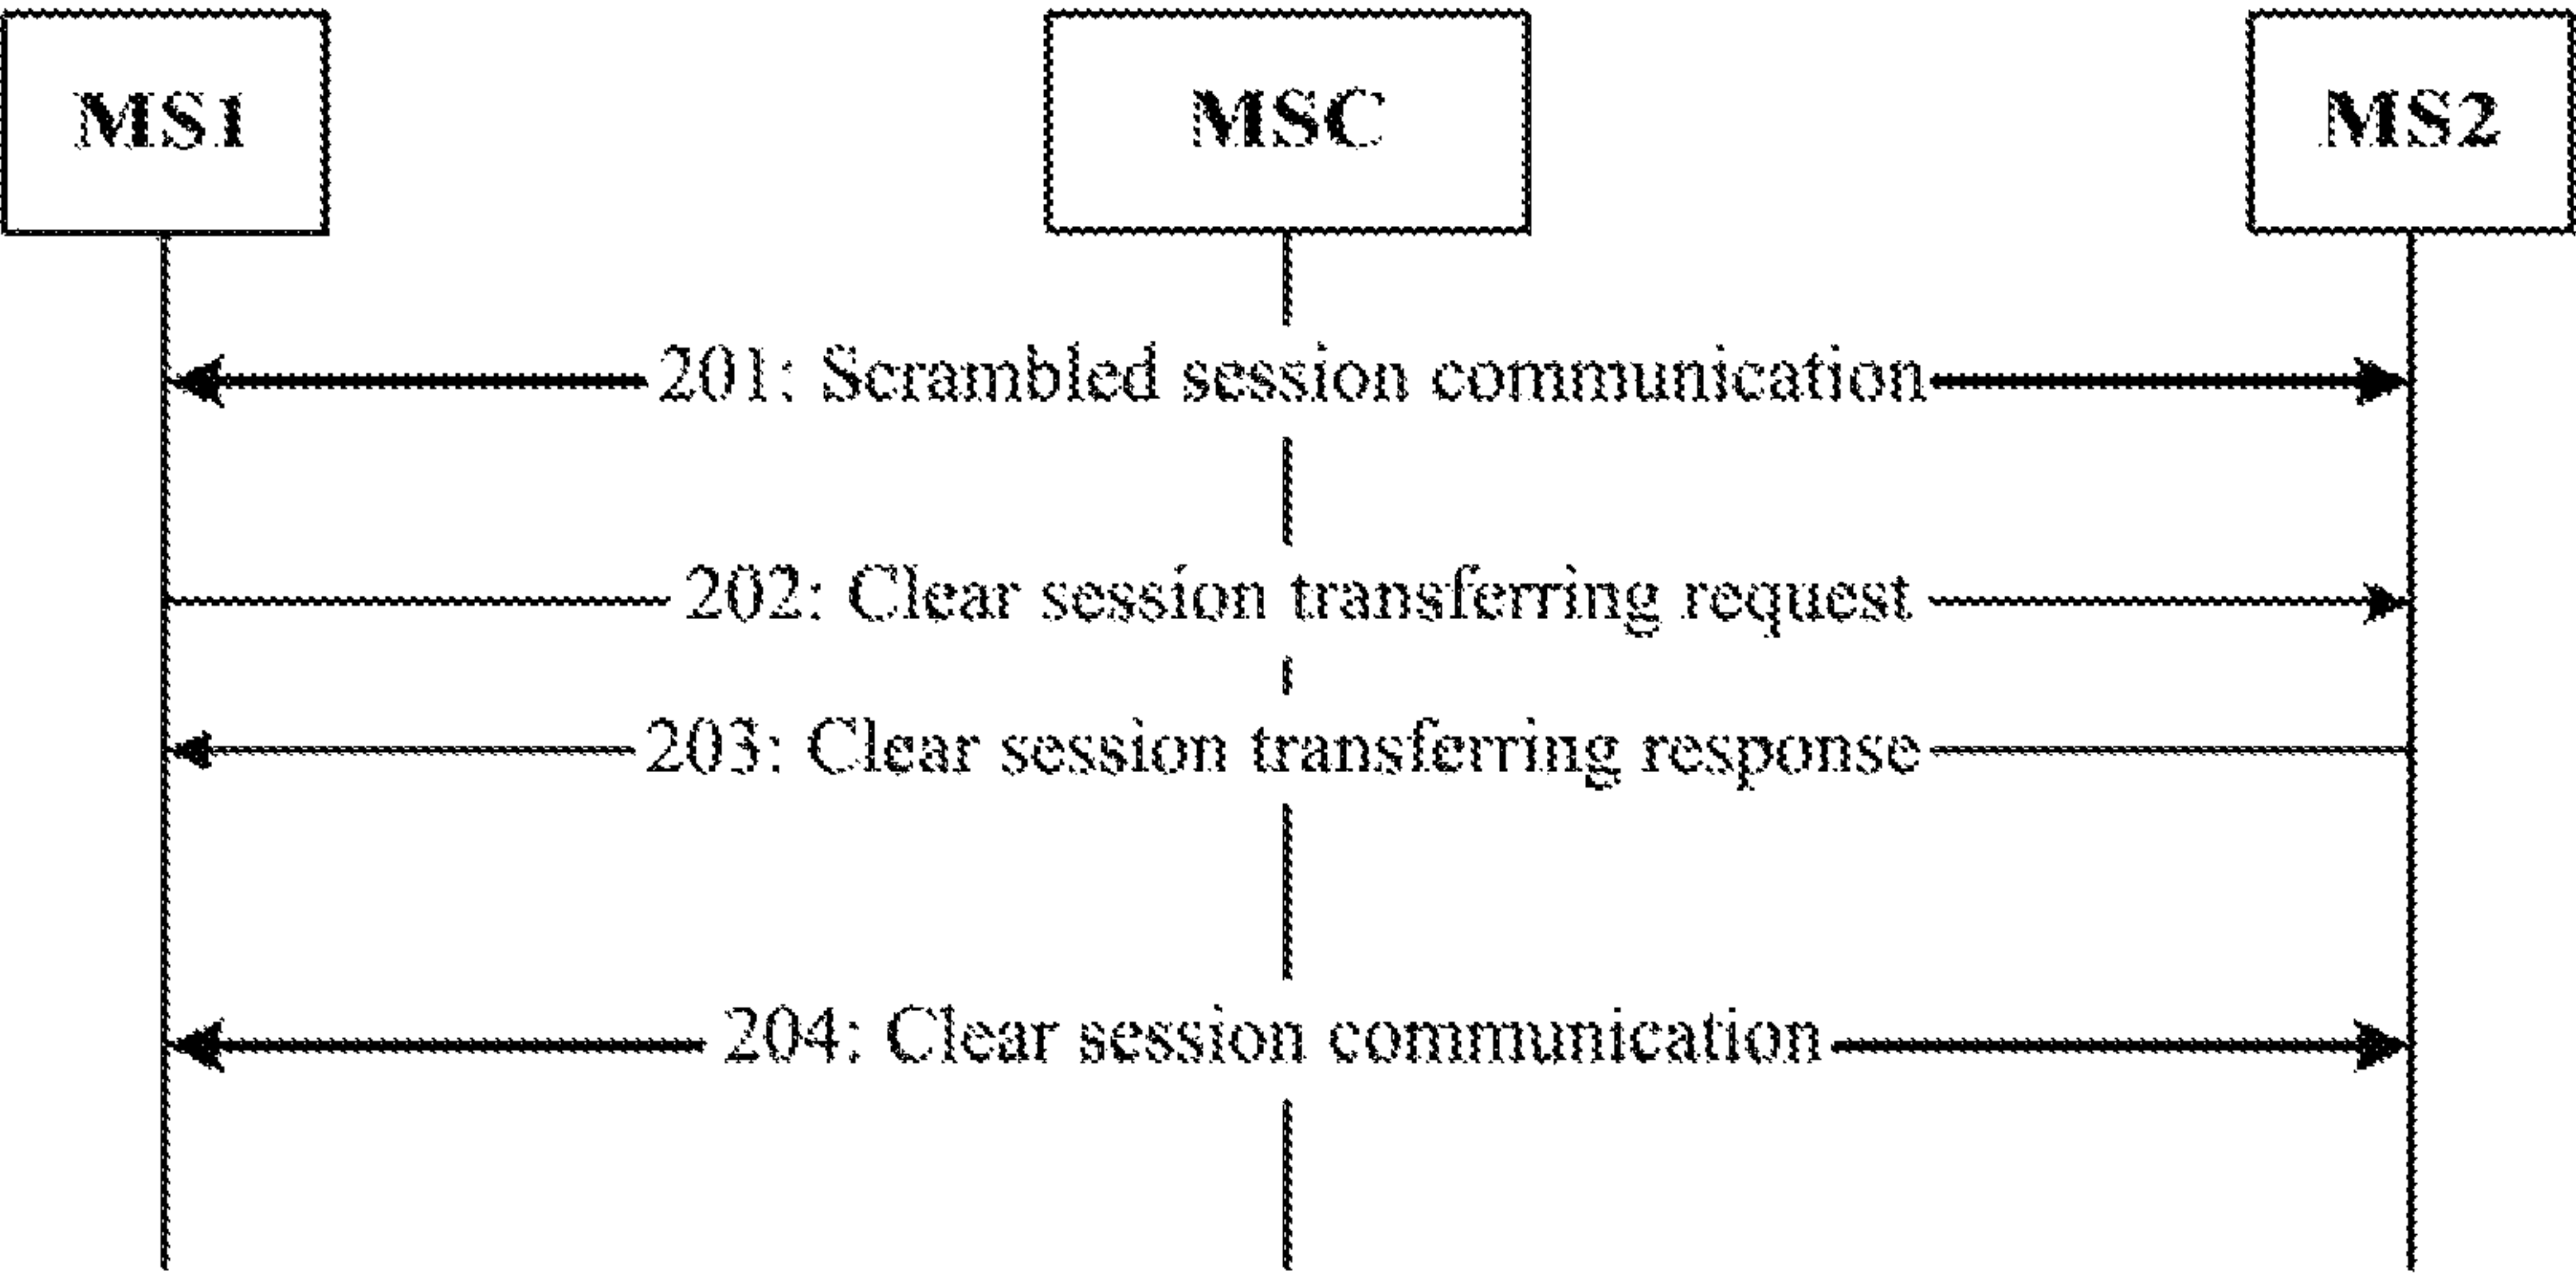 MS1
MSC
MS2
201: Scrambled session communication
202: Clear session transferring request
203: Clear session transferring response
204: Clear session communication